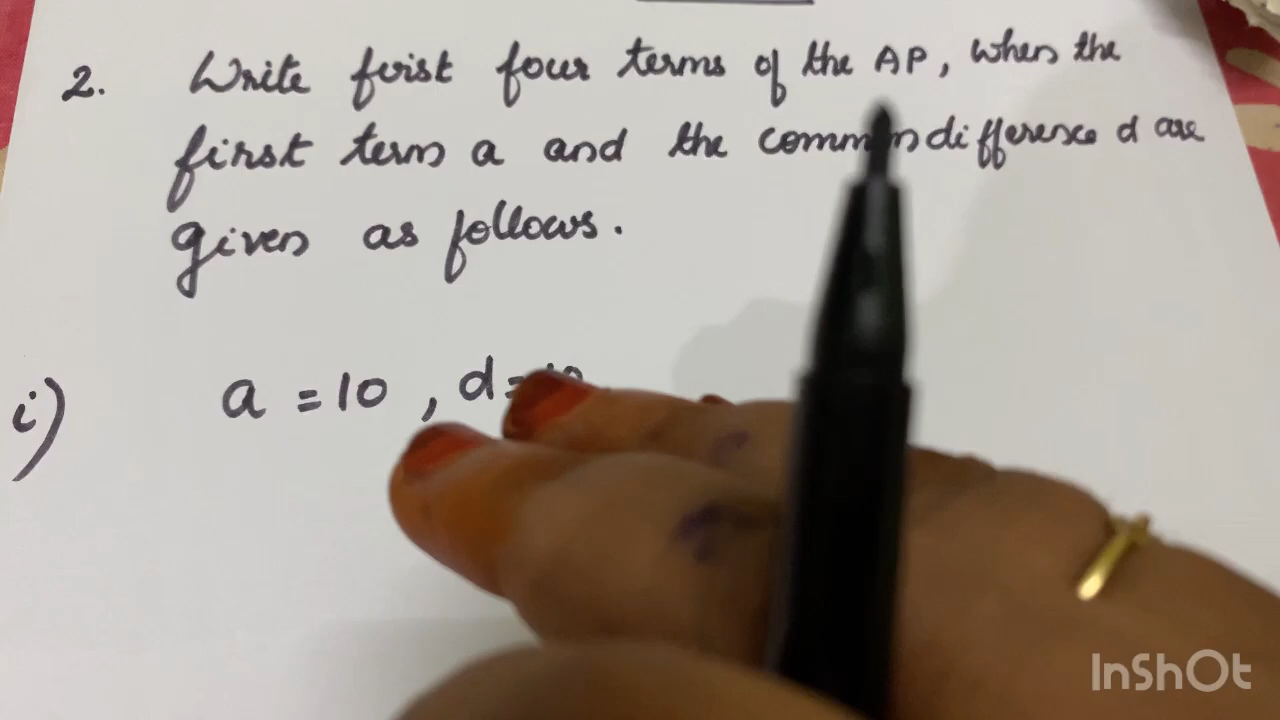 2. Write first four terms of the AP, when the
first term a and the common difference d are
given as follows.
i) a = 10, d = 10
InShOt